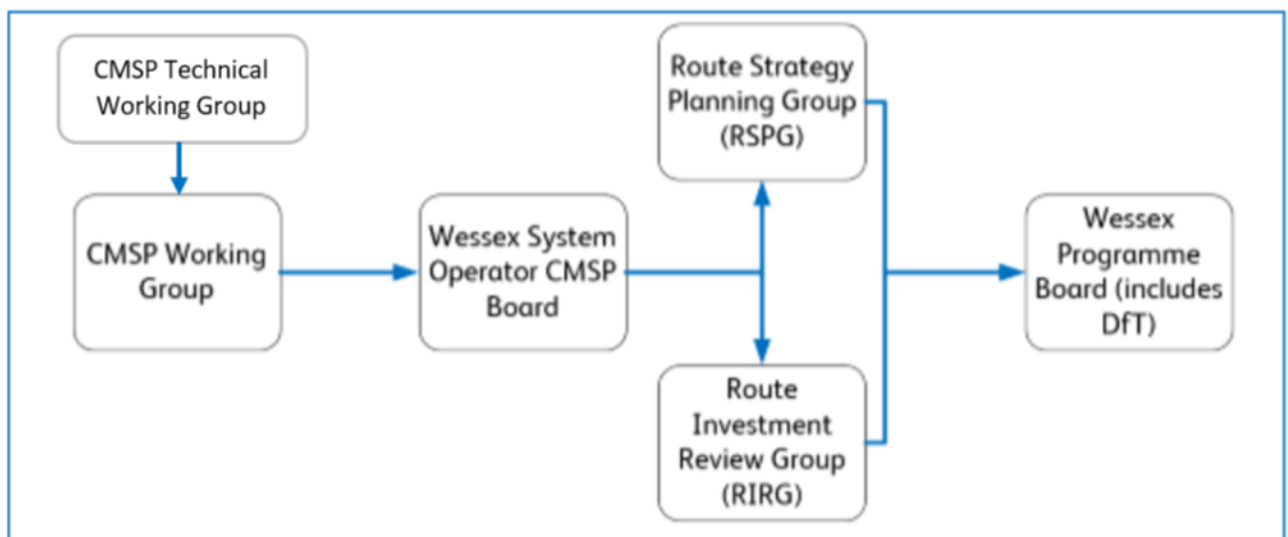 CMSP Technical
Working Group
CMSP Working
Group
Wessex System
Operator CMSP
Board
Route Strategy
Planning Group
(RSPG)
Route
Investment
Review Group
(RIRG)
Wessex
Programme
Board (includes
DfT)